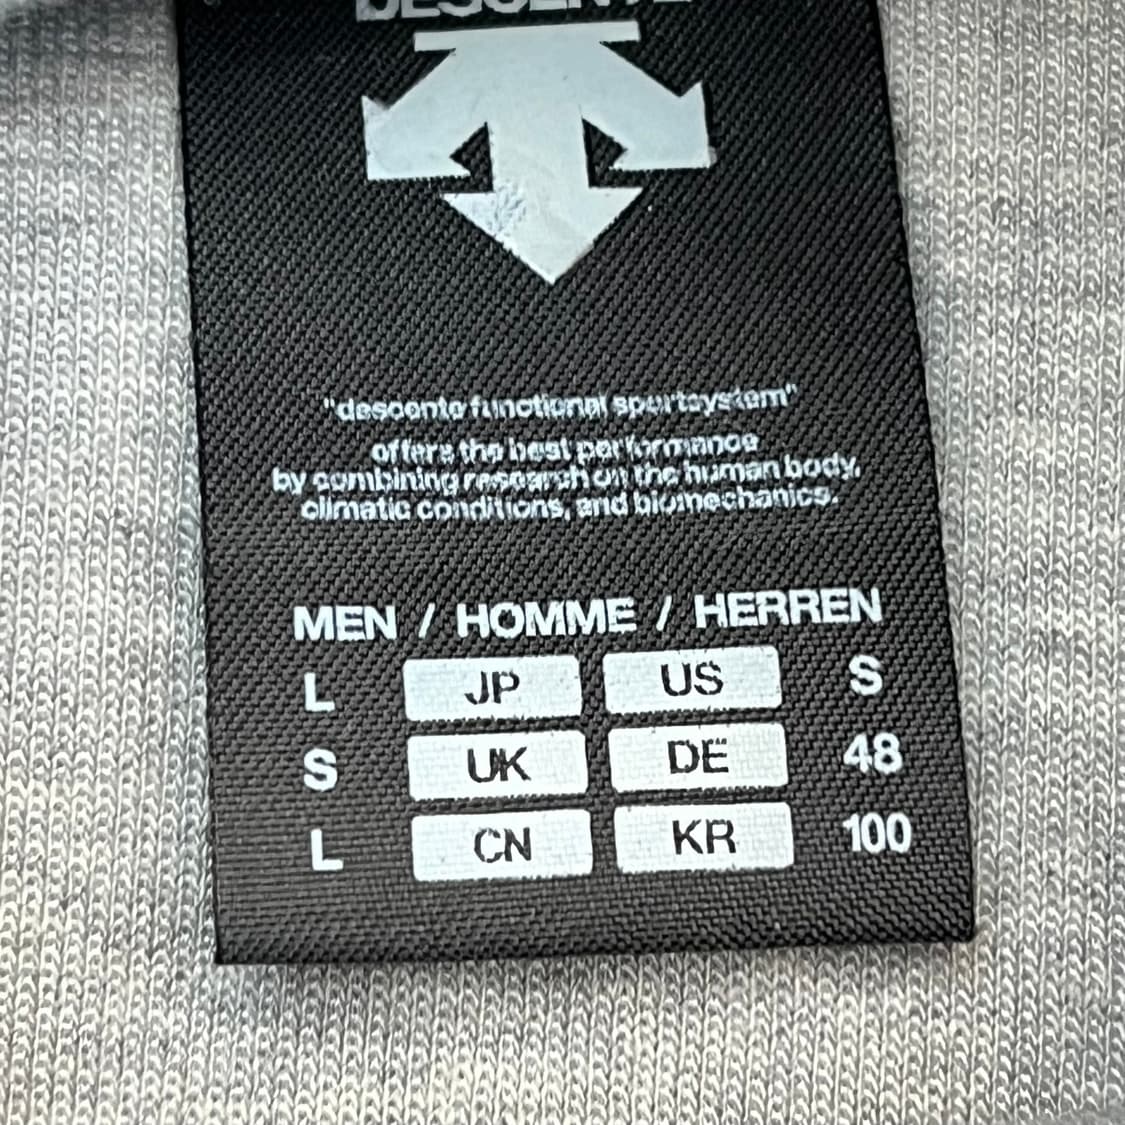 DESCENTE
"descente functional sportsystem"
offers the best performance
by combining research on the human body,
climatic conditions, and biomechanics.
MEN / HOMME / HERREN
L JP US S
S UK DE 48
L CN KR 100